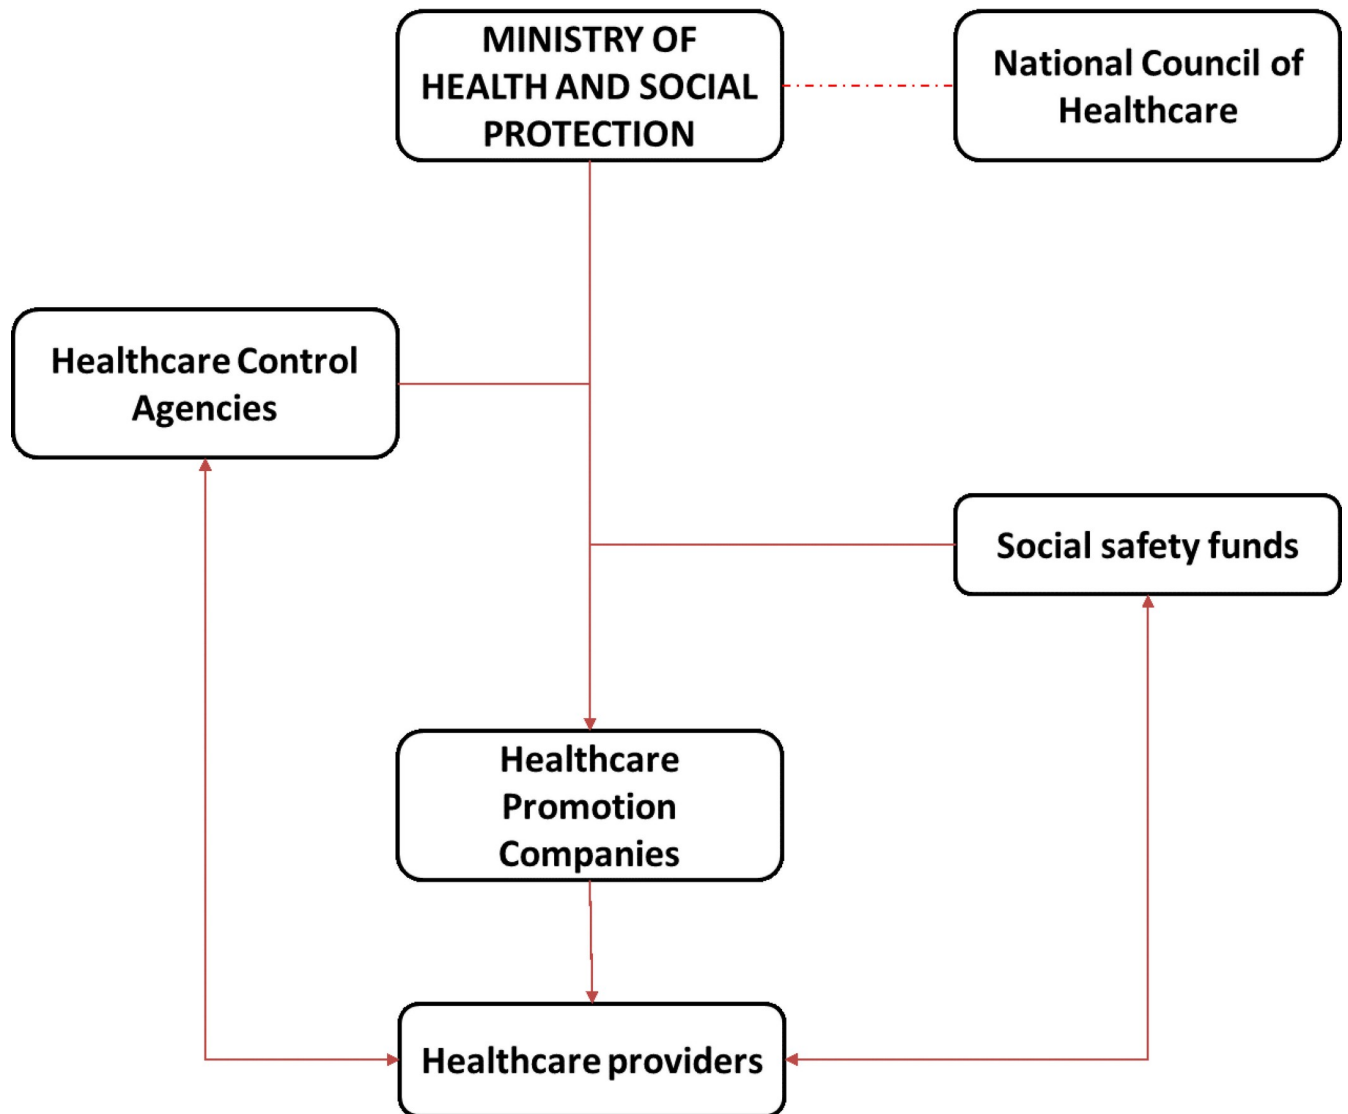 MINISTRY OF
HEALTH AND SOCIAL
PROTECTION
National Council of
Healthcare
Healthcare Control
Agencies
Social safety funds
Healthcare
Promotion
Companies
Healthcare providers